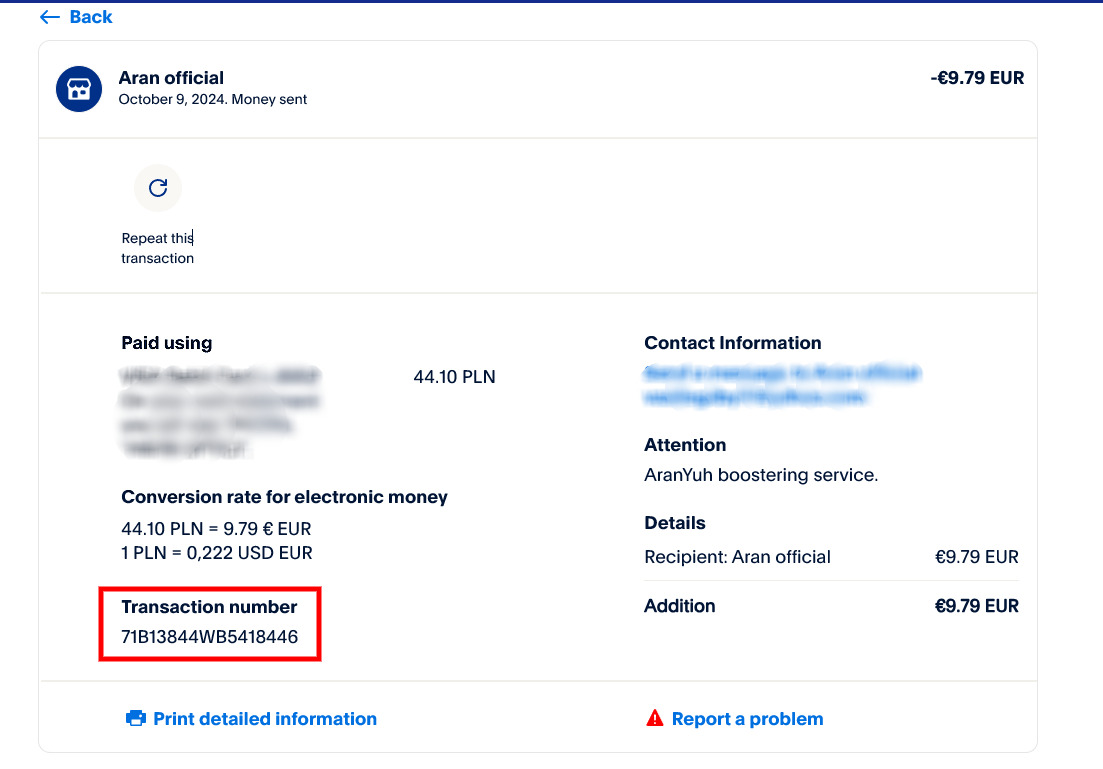 Back
Aran official
-€9.79 EUR
October 9, 2024. Money sent
Repeat this
transaction
Paid using
44.10 PLN
Conversion rate for electronic money
44.10 PLN = 9.79 € EUR
1 PLN = 0,222 USD EUR
Transaction number
71B13844WB5418446
Contact Information
Attention
AranYuh boostering service.
Details
Recipient: Aran official
€9.79 EUR
Addition
€9.79 EUR
Print detailed information
Report a problem